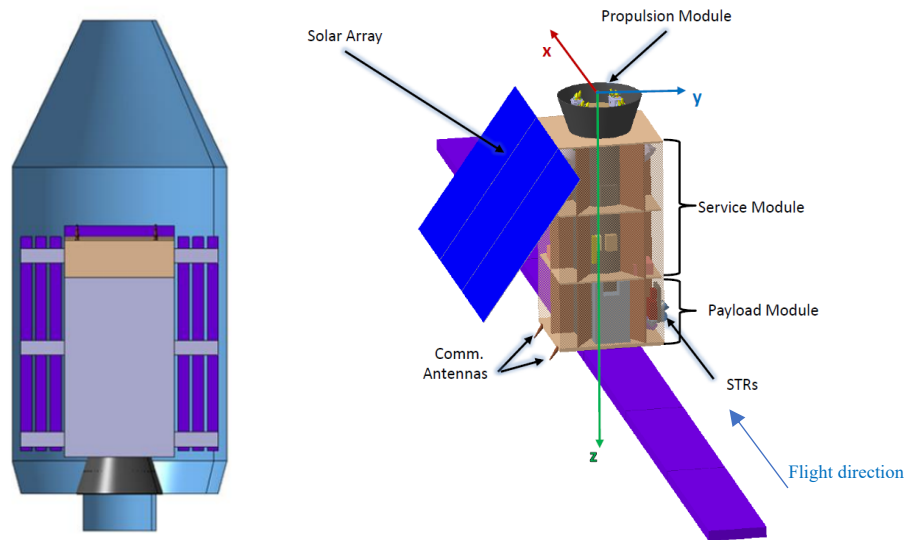 Propulsion Module
Solar Array
x
y
Service Module
Payload Module
Comm.
Antennas
STRs
z
Flight direction